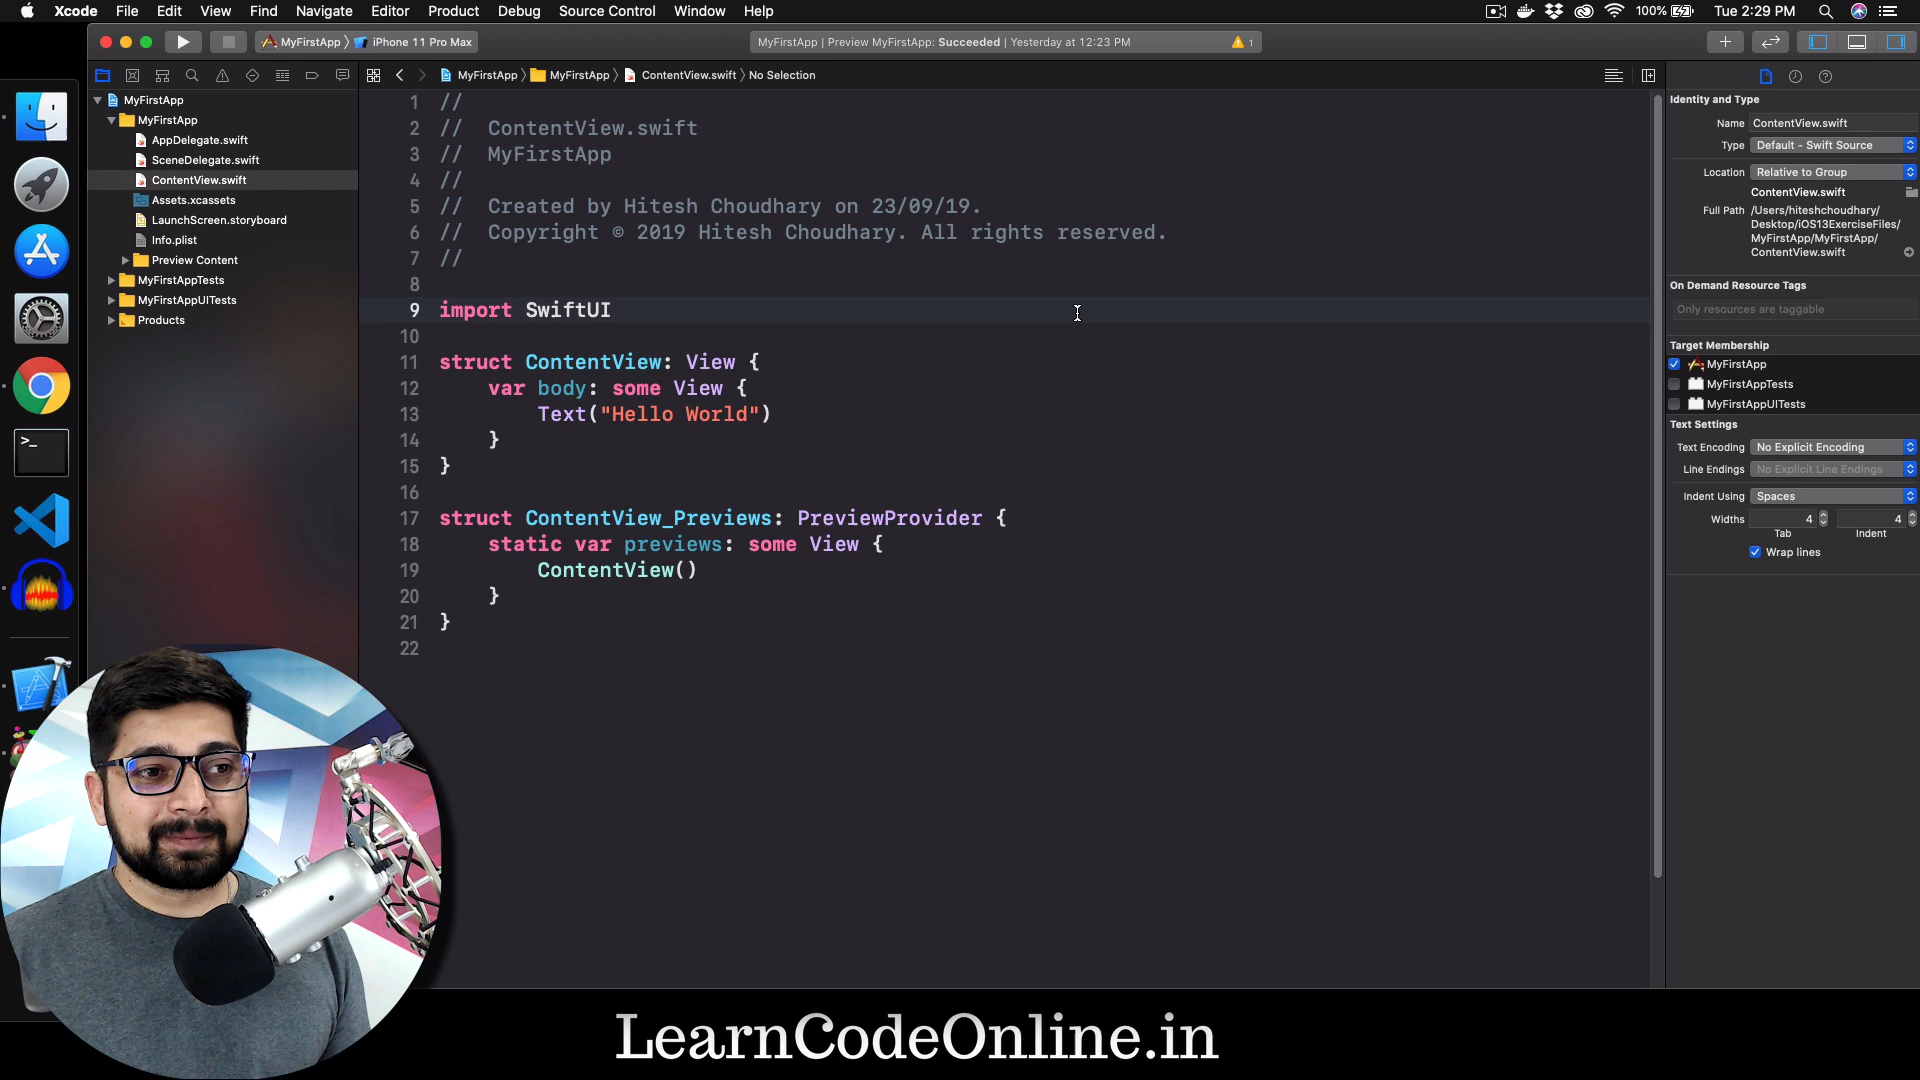 Xcode File Edit View Find Navigate Editor Product Debug Source Control Window Help 100% Tue 2:29 PM
MyFirstApp iPhone 11 Pro Max MyFirstApp | Preview MyFirstApp: Succeeded | Yesterday at 12:23 PM 1
MyFirstApp MyFirstApp ContentView.swift No Selection
MyFirstApp
MyFirstApp
AppDelegate.swift
SceneDelegate.swift
ContentView.swift
Assets.xcassets
LaunchScreen.storyboard
Info.plist
Preview Content
MyFirstAppTests
MyFirstAppUITests
Products
1 //
2 // ContentView.swift
3 // MyFirstApp
4 //
5 // Created by Hitesh Choudhary on 23/09/19.
6 // Copyright © 2019 Hitesh Choudhary. All rights reserved.
7 //
8
9 import SwiftUI
10
11 struct ContentView: View {
12 var body: some View {
13 Text("Hello World")
14 }
15 }
16
17 struct ContentView_Previews: PreviewProvider {
18 static var previews: some View {
19 ContentView()
20 }
21 }
22
Identity and Type
Name ContentView.swift
Type Default - Swift Source
Location Relative to Group
ContentView.swift
Full Path /Users/hiteshchoudhary/
Desktop/iOS13ExerciseFiles/
MyFirstApp/MyFirstApp/
ContentView.swift
On Demand Resource Tags
Only resources are taggable
Target Membership
MyFirstApp
MyFirstAppTests
MyFirstAppUITests
Text Settings
Text Encoding No Explicit Encoding
Line Endings No Explicit Line Endings
Indent Using Spaces
Widths 4 4
Tab Indent
Wrap lines
LearnCodeOnline.in